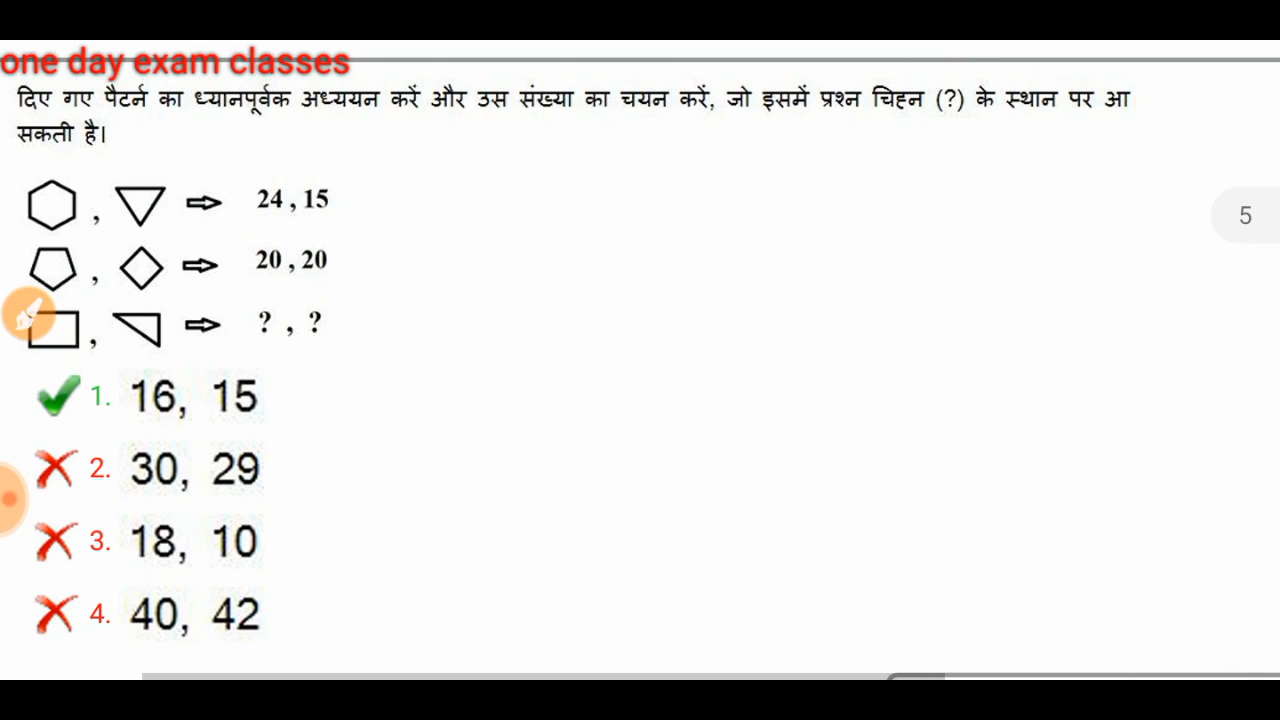 one day exam classes
दिए गए पैटर्न का ध्यानपूर्वक अध्ययन करें और उस संख्या का चयन करें, जो इसमें प्रश्न चिह्न (?) के स्थान पर आ
सकती है।
, ⇨ 24 , 15
5
, ⇨ 20 , 20
, ⇨ ? , ?
1. 16, 15
2. 30, 29
3. 18, 10
4. 40, 42